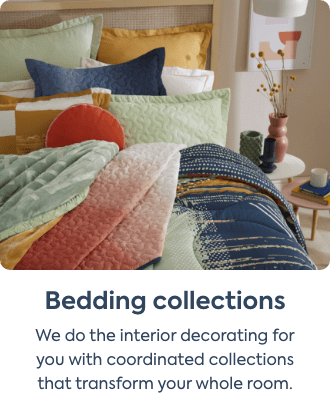 Bedding collections
We do the interior decorating for
you with coordinated collections
that transform your whole room.